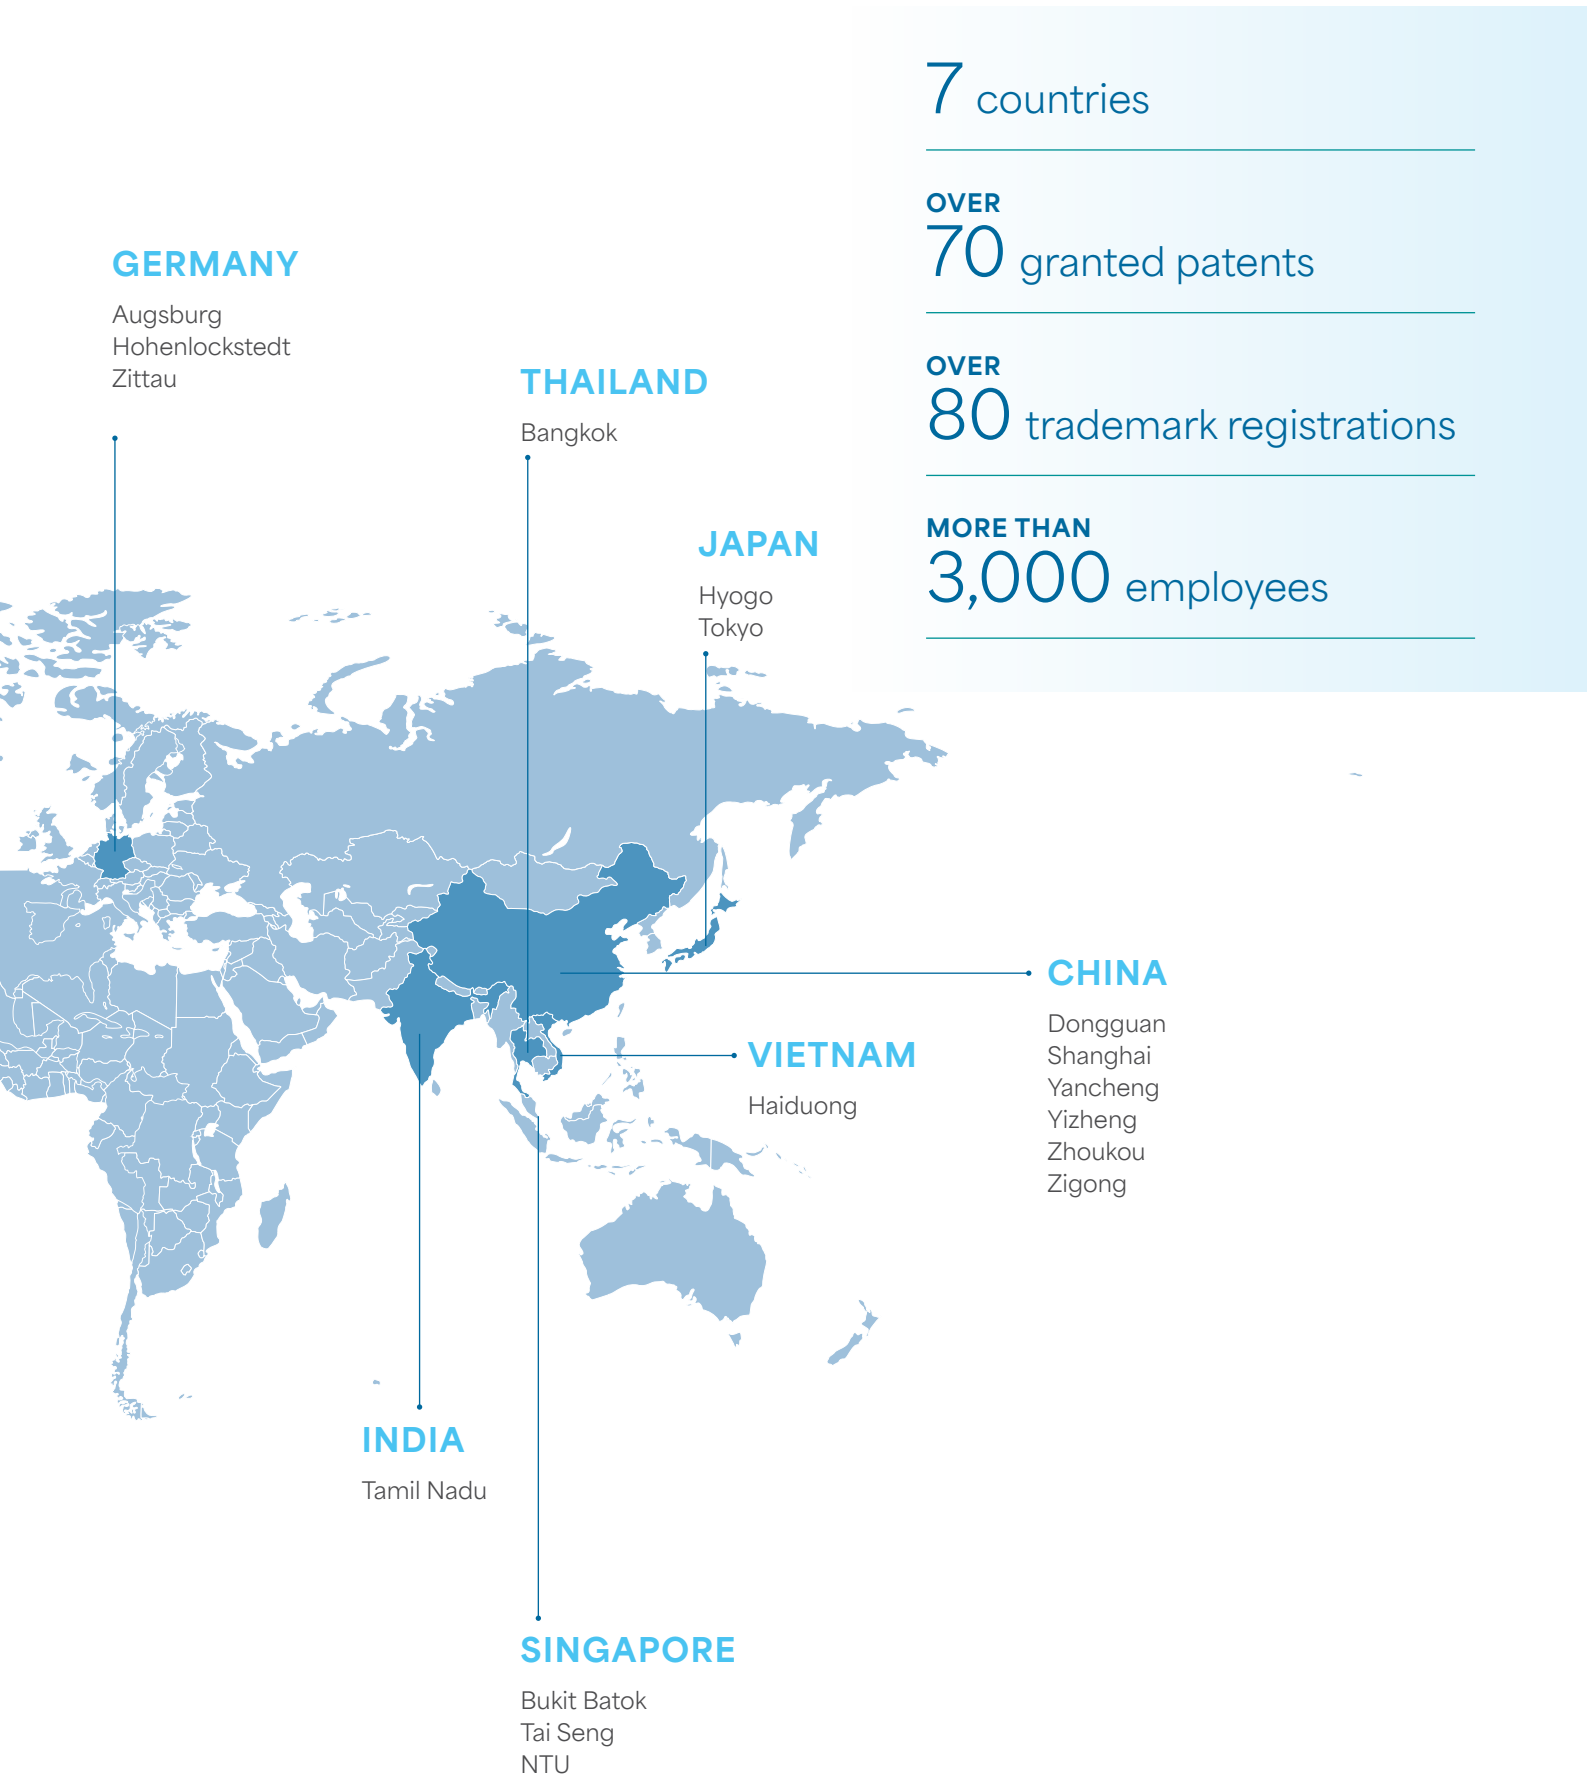 7 countries
OVER
70 granted patents
OVER
80 trademark registrations
MORE THAN
3,000 employees
GERMANY
Augsburg
Hohenlockstedt
Zittau
THAILAND
Bangkok
JAPAN
Hyogo
Tokyo
CHINA
Dongguan
Shanghai
Yancheng
Yizheng
Zhoukou
Zigong
VIETNAM
Haiduong
INDIA
Tamil Nadu
SINGAPORE
Bukit Batok
Tai Seng
NTU